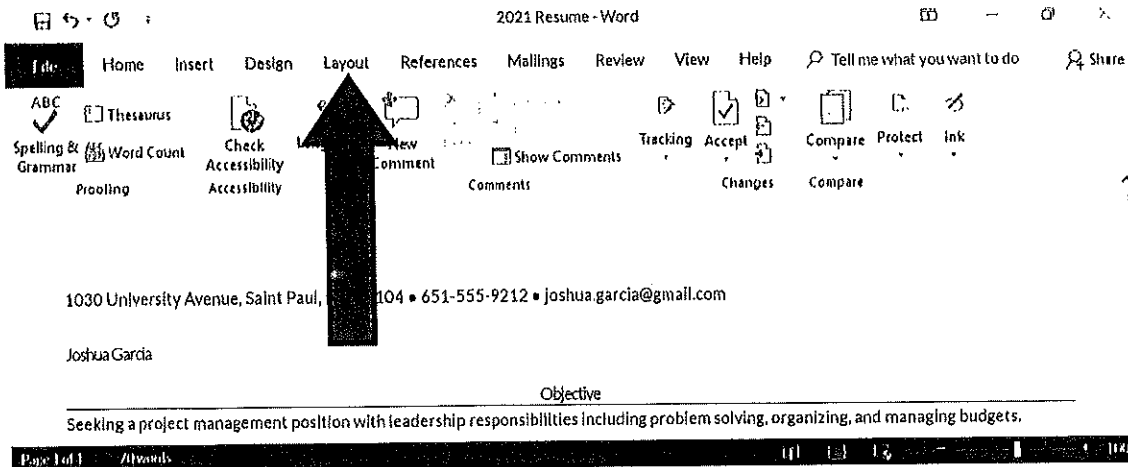 2021 Resume - Word
File Home Insert Design Layout References Mailings Review View Help Tell me what you want to do Share
ABC
Spelling & Grammar
Thesaurus
Word Count
Proofing
Check Accessibility
Accessibility
New Comment
Show Comments
Comments
Tracking
Accept
Changes
Compare
Compare
Protect
Ink
1030 University Avenue, Saint Paul, 104 • 651-555-9212 • joshua.garcia@gmail.com
Joshua Garcia
Objective
Seeking a project management position with leadership responsibilities including problem solving, organizing, and managing budgets.
Page 1 of 1 70 words